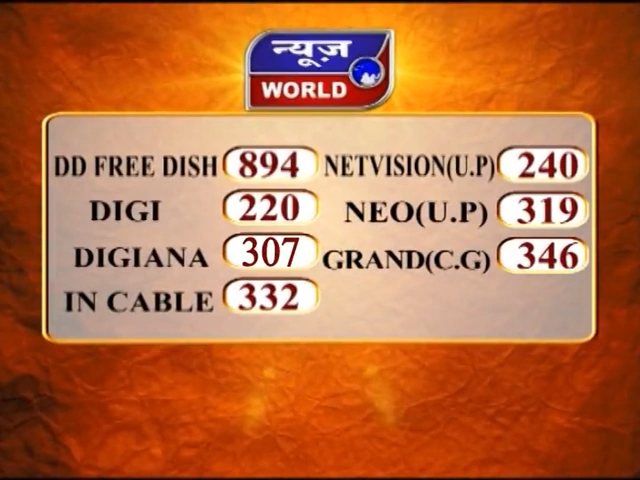 न्यूज़
WORLD
DD FREE DISH 894 NETVISION(U.P) 240
DIGI 220 NEO(U.P) 319
DIGIANA 307 GRAND(C.G) 346
IN CABLE 332